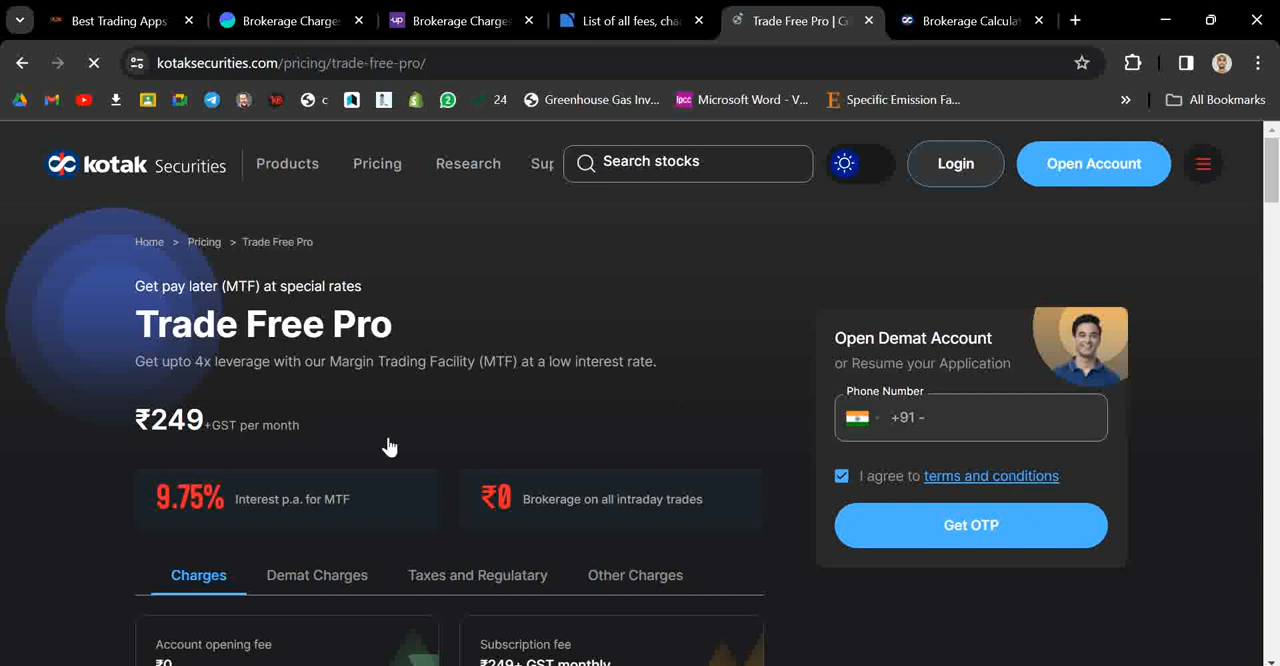 Best Trading Apps
Brokerage Charge
Brokerage Charges
List of all fees, cha
Trade Free Pro |
Brokerage Calculat
kotaksecurities.com/pricing/trade-free-pro/
c
24
Greenhouse Gas Inv...
ipcc Microsoft Word - V...
E Specific Emission Fa...
» All Bookmarks
kotak Securities
Products
Pricing
Research
Sup
Search stocks
Login
Open Account
Home > Pricing > Trade Free Pro
Get pay later (MTF) at special rates
Trade Free Pro
Get upto 4x leverage with our Margin Trading Facility (MTF) at a low interest rate.
₹249 +GST per month
9.75% Interest p.a. for MTF
₹0 Brokerage on all intraday trades
Open Demat Account
or Resume your Application
Phone Number
+91 -
I agree to terms and conditions
Get OTP
Charges
Demat Charges
Taxes and Regulatary
Other Charges
Account opening fee
₹0
Subscription fee
₹249+ GST monthly